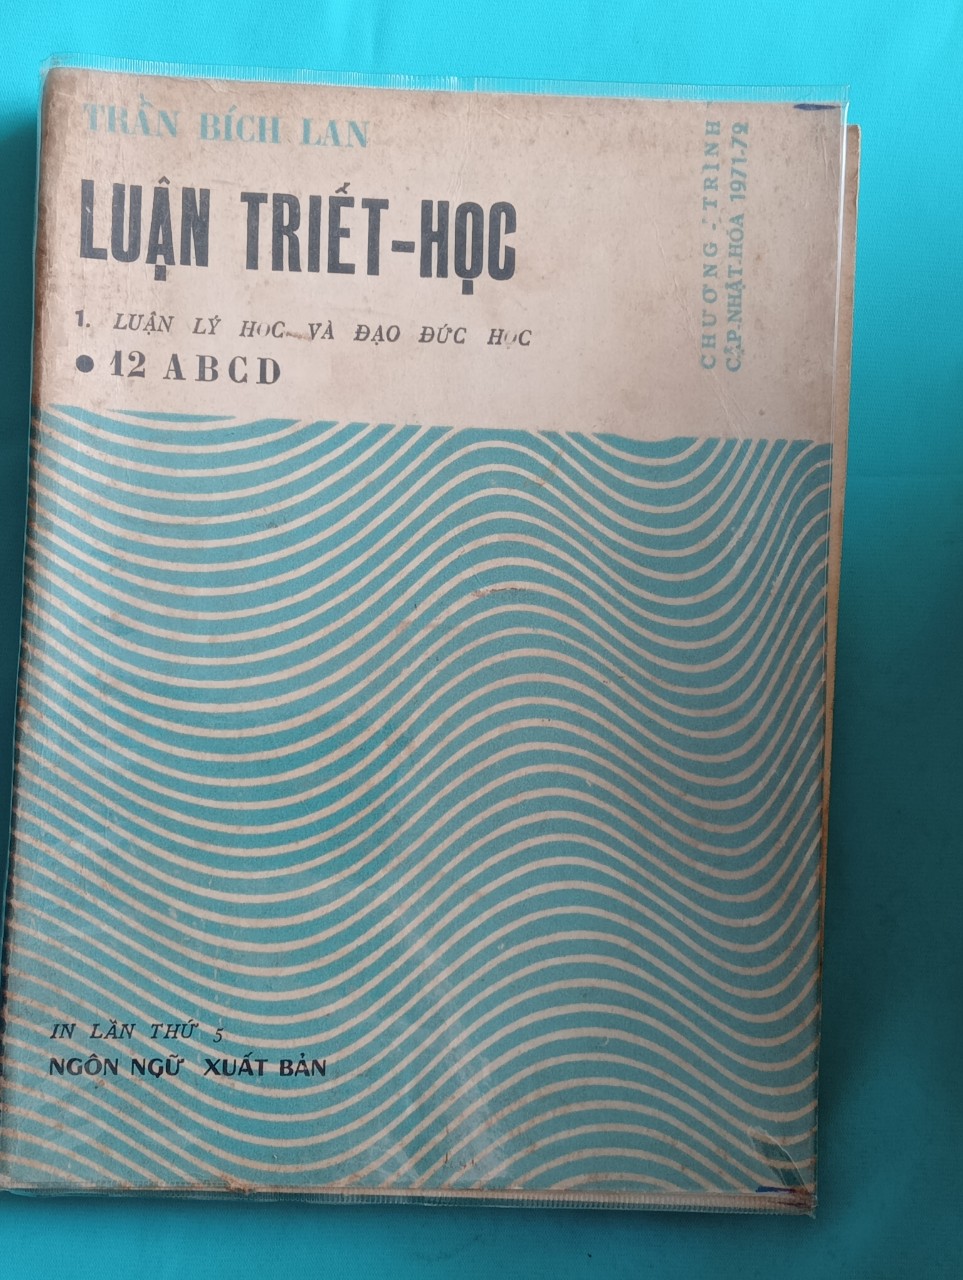 TRẦN BÍCH LAN
LUẬN TRIẾT-HỌC
1. LUẬN LÝ HỌC VÀ ĐẠO ĐỨC HỌC
• 12 ABCD
CHƯƠNG-TRÌNH
CẬP-NHẬT-HÓA 1971-72
IN LẦN THỨ 5
NGÔN NGỮ XUẤT BẢN